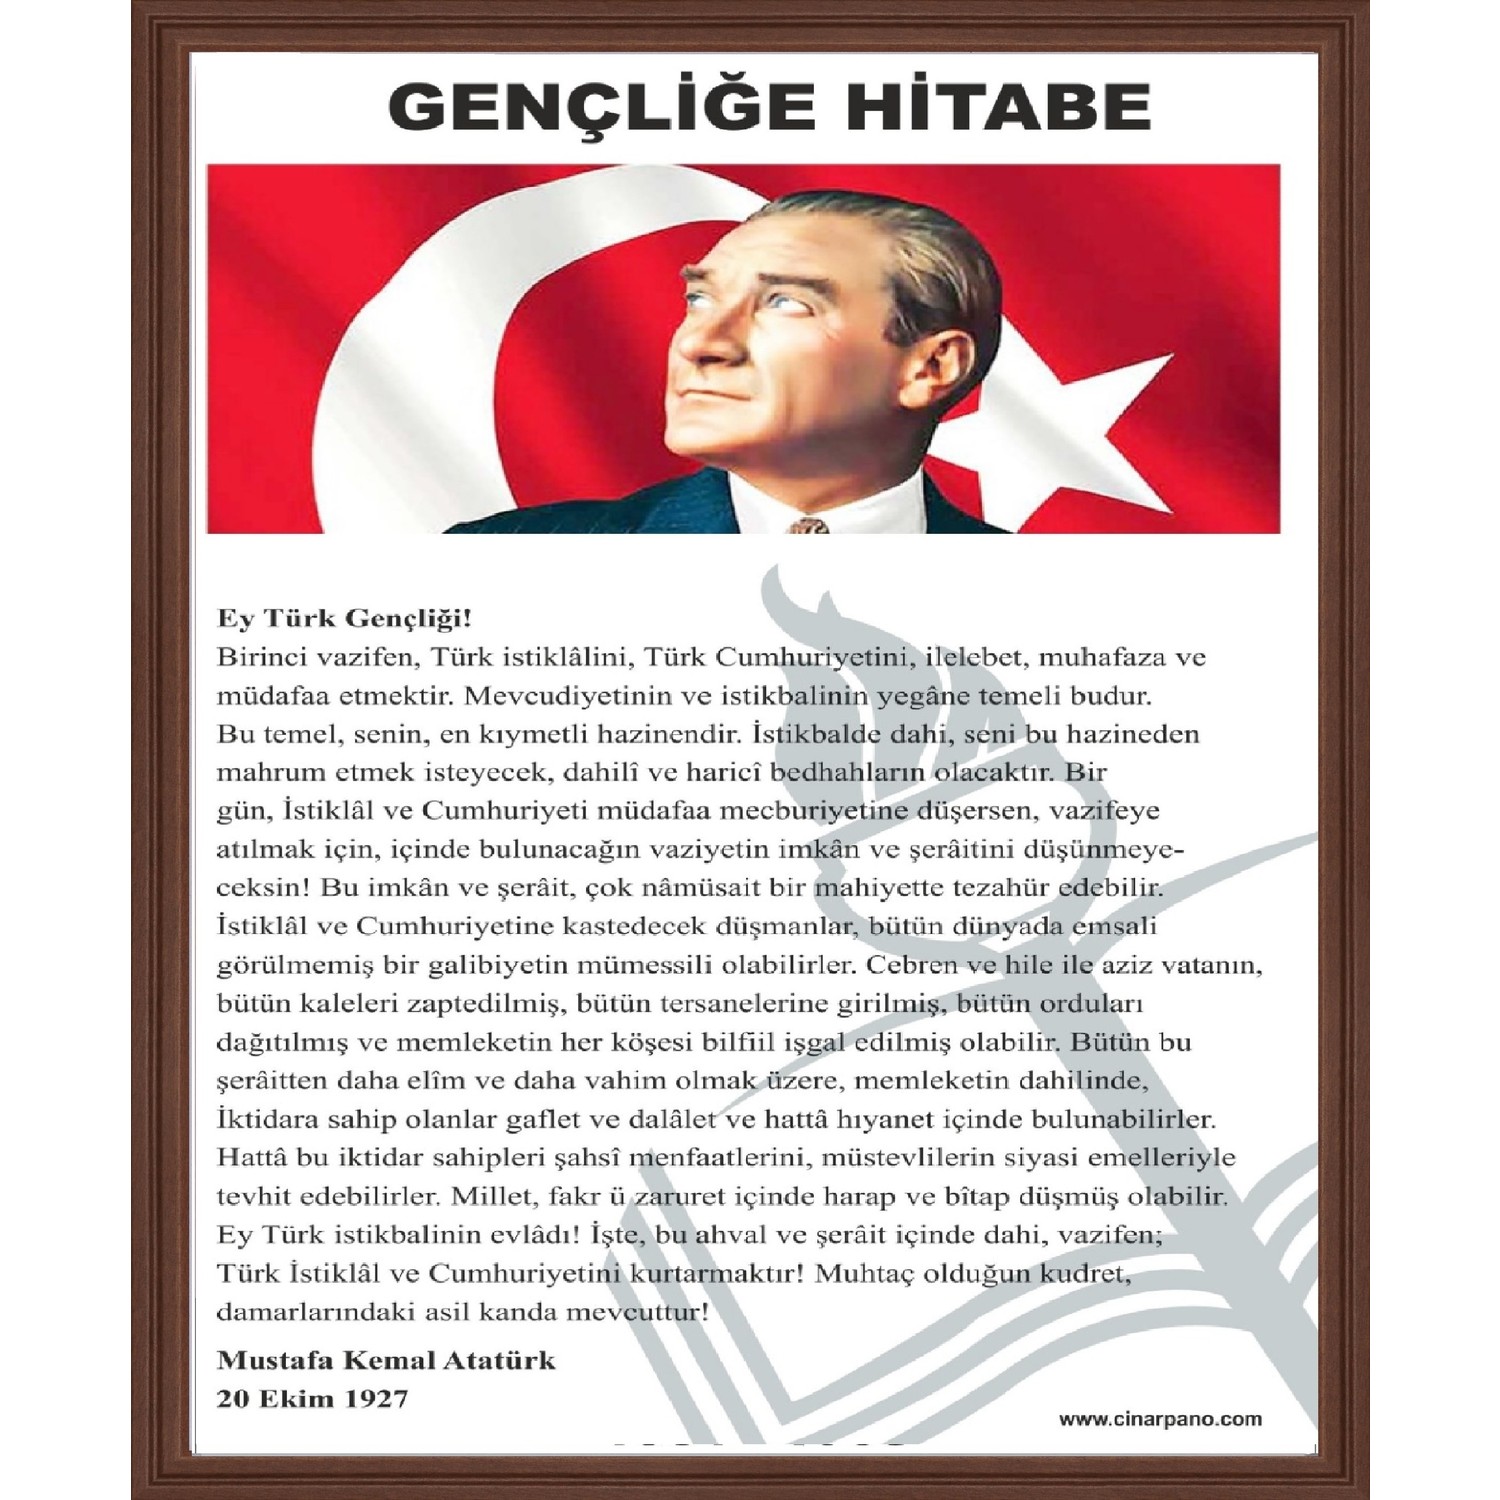 GENÇLİĞE HİTABE
Ey Türk Gençliği!
Birinci vazifen, Türk istiklâlini, Türk Cumhuriyetini, ilelebet, muhafaza ve
müdafaa etmektir. Mevcudiyetinin ve istikbalinin yegâne temeli budur.
Bu temel, senin, en kıymetli hazinendir. İstikbalde dahi, seni bu hazineden
mahrum etmek isteyecek, dahilî ve haricî bedhahların olacaktır. Bir
gün, İstiklâl ve Cumhuriyeti müdafaa mecburiyetine düşersen, vazifeye
atılmak için, içinde bulunacağın vaziyetin imkân ve şerâitini düşünmeye-
ceksin! Bu imkân ve şerâit, çok nâmüsait bir mahiyette tezahür edebilir.
İstiklâl ve Cumhuriyetine kastedecek düşmanlar, bütün dünyada emsali
görülmemiş bir galibiyetin mümessili olabilirler. Cebren ve hile ile aziz vatanın,
bütün kaleleri zaptedilmiş, bütün tersanelerine girilmiş, bütün orduları
dağıtılmış ve memleketin her köşesi bilfiil işgal edilmiş olabilir. Bütün bu
şerâitten daha elîm ve daha vahim olmak üzere, memleketin dahilinde,
İktidara sahip olanlar gaflet ve dalâlet ve hattâ hıyanet içinde bulunabilirler.
Hattâ bu iktidar sahipleri şahsî menfaatlerini, müstevlilerin siyasi emelleriyle
tevhit edebilirler. Millet, fakr ü zaruret içinde harap ve bîtap düşmüş olabilir.
Ey Türk istikbalinin evlâdı! İşte, bu ahval ve şerâit içinde dahi, vazifen;
Türk İstiklâl ve Cumhuriyetini kurtarmaktır! Muhtaç olduğun kudret,
damarlarındaki asil kanda mevcuttur!
Mustafa Kemal Atatürk
20 Ekim 1927
www.cinarpano.com